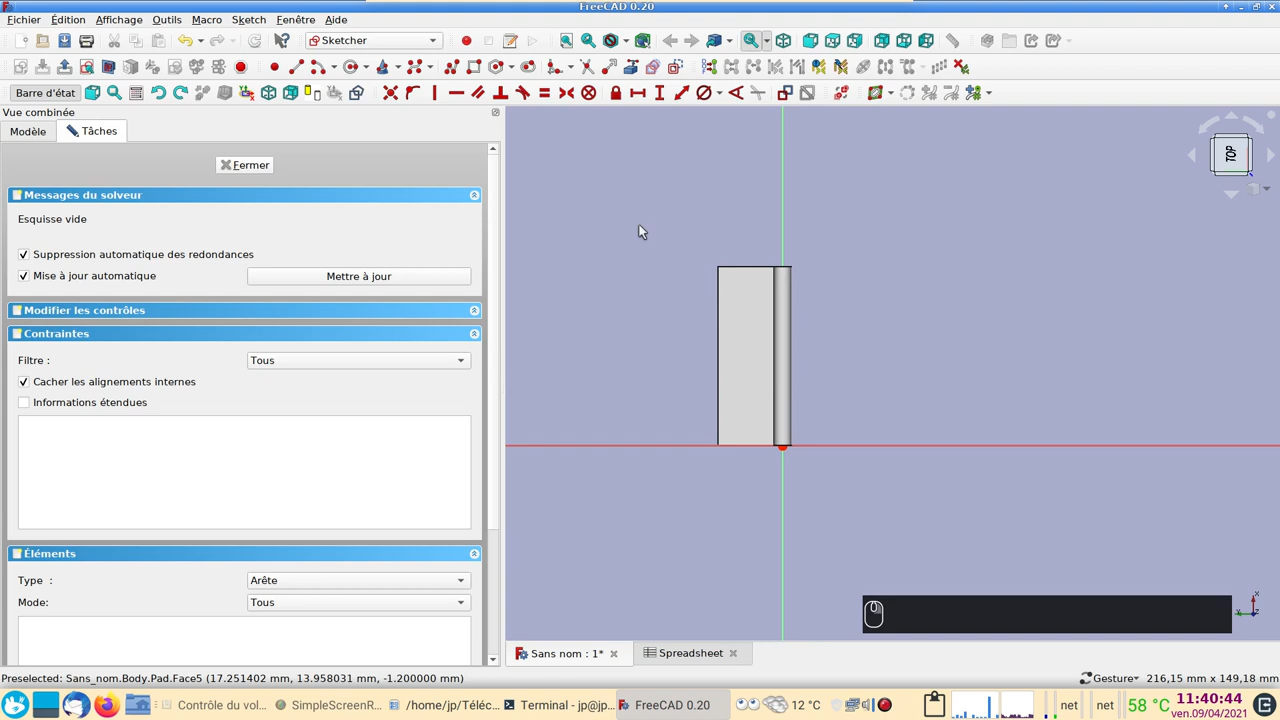 FreeCAD 0.20
Fichier Édition Affichage Outils Macro Sketch Fenêtre Aide
Sketcher
Barre d'état
Vue combinée
Modèle Tâches
Fermer
Messages du solveur
Esquisse vide
Suppression automatique des redondances
Mise à jour automatique Mettre à jour
Modifier les contrôles
Contraintes
Filtre : Tous
Cacher les alignements internes
Informations étendues
Éléments
Type : Arête
Mode: Tous
TOP
Sans nom : 1* Spreadsheet
Preselected: Sans_nom.Body.Pad.Face5 (17.251402 mm, 13.958031 mm, -1.200000 mm) Gesture 216,15 mm x 149,18 mm
Contrôle du vol... SimpleScreenR... /home/jp/Téléc... Terminal - jp@jp... FreeCAD 0.20 12 °C net net 58 °C 11:40:44
ven.09/04/2021